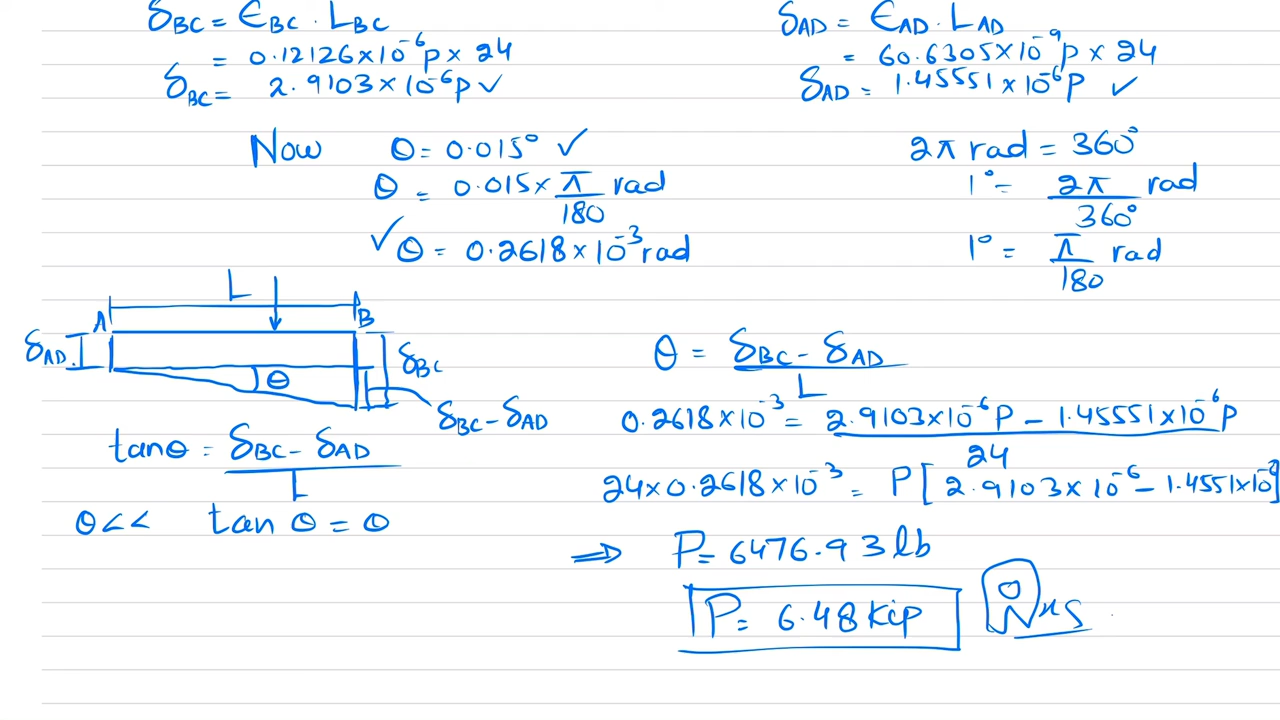 δBC = ϵBC . LBC
= 0.12126×10⁻⁶p × 24
δBC = 2.9103×10⁻⁶p ✓
δAD = ϵAD . LAD
= 60.6305×10⁻⁹p × 24
δAD = 1.45551×10⁻⁶p ✓
Now θ = 0.015° ✓
θ = 0.015 × π/180 rad
✓ θ = 0.2618 × 10⁻³ rad
2π rad = 360°
1° = 2π/360° rad
1° = π/180 rad
L
A B
δAD
θ
δBC
δBC - δAD
tanθ = (δBC - δAD)/L
θ<< tan θ = θ
θ = (δBC - δAD)/L
0.2618×10⁻³ = (2.9103×10⁻⁶P - 1.45551×10⁻⁶P)/24
24×0.2618×10⁻³ = P[2.9103×10⁻⁶ - 1.4551×10⁻⁶]
⇒ P= 6476.93 lb
P= 6.48 Kip
Ans